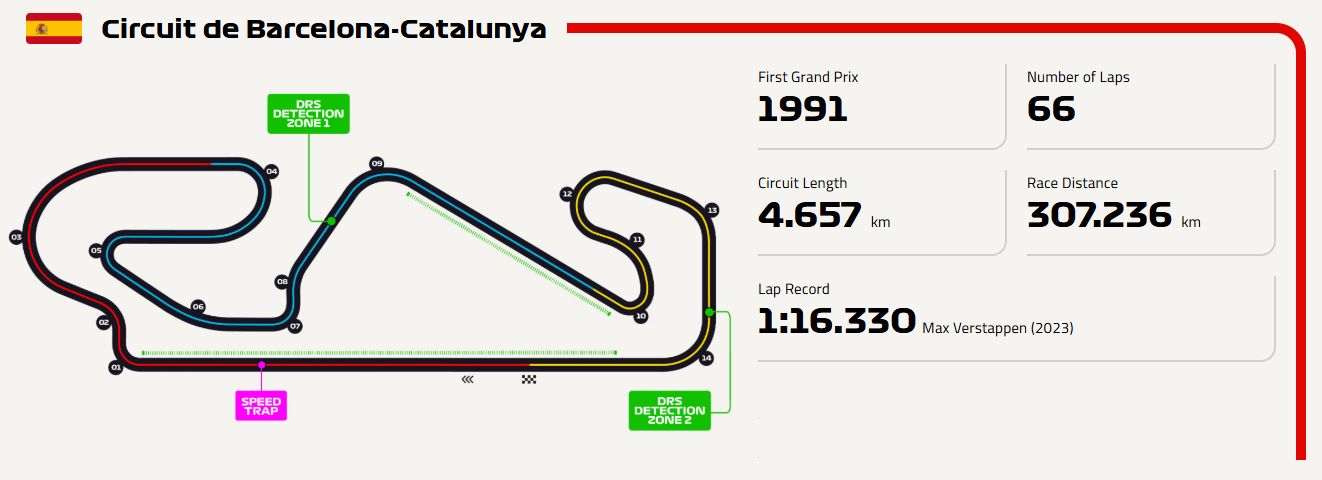 Circuit de Barcelona-Catalunya
First Grand Prix
1991
Number of Laps
66
Circuit Length
4.657 km
Race Distance
307.236 km
Lap Record
1:16.330 Max Verstappen (2023)
DRS
DETECTION
ZONE 1
09
04
12
13
03
05
11
08
06
10
02
07
14
01
SPEED
TRAP
DRS
DETECTION
ZONE 2